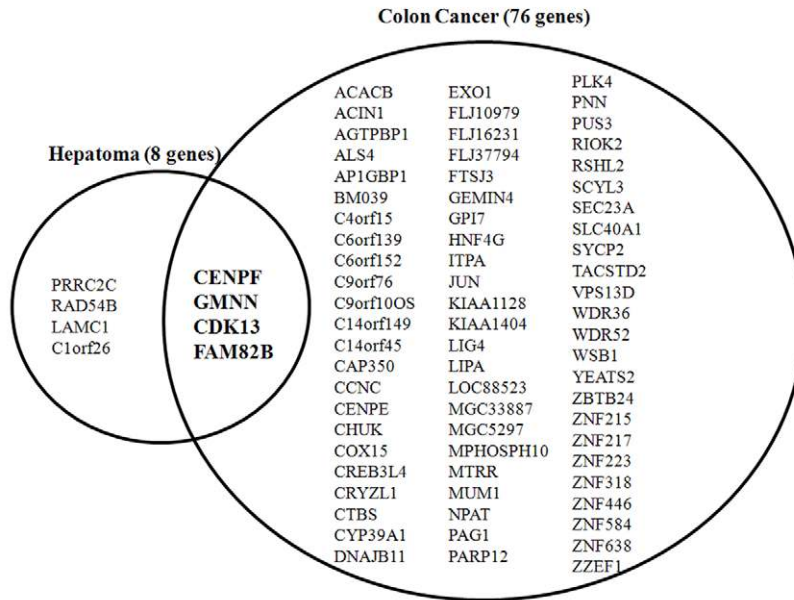 Colon Cancer (76 genes)
Hepatoma (8 genes)
PRRC2C
RAD54B
LAMC1
C1orf26
CENPF
GMNN
CDK13
FAM82B
ACACB
ACIN1
AGTPBP1
ALS4
AP1GBP1
BM039
C4orf15
C6orf139
C6orf152
C9orf76
C9orf10OS
C14orf149
C14orf45
CAP350
CCNC
CENPE
CHUK
COX15
CREB3L4
CRYZL1
CTBS
CYP39A1
DNAJB11
EXO1
FLJ10979
FLJ16231
FLJ37794
FTSJ3
GEMIN4
GPI7
HNF4G
ITPA
JUN
KIAA1128
KIAA1404
LIG4
LIPA
LOC88523
MGC33887
MGC5297
MPHOSPH10
MTRR
MUM1
NPAT
PAG1
PARP12
PLK4
PNN
PUS3
RIOK2
RSHL2
SCYL3
SEC23A
SLC40A1
SYCP2
TACSTD2
VPS13D
WDR36
WDR52
WSB1
YEATS2
ZBTB24
ZNF215
ZNF217
ZNF223
ZNF318
ZNF446
ZNF584
ZNF638
ZZEF1